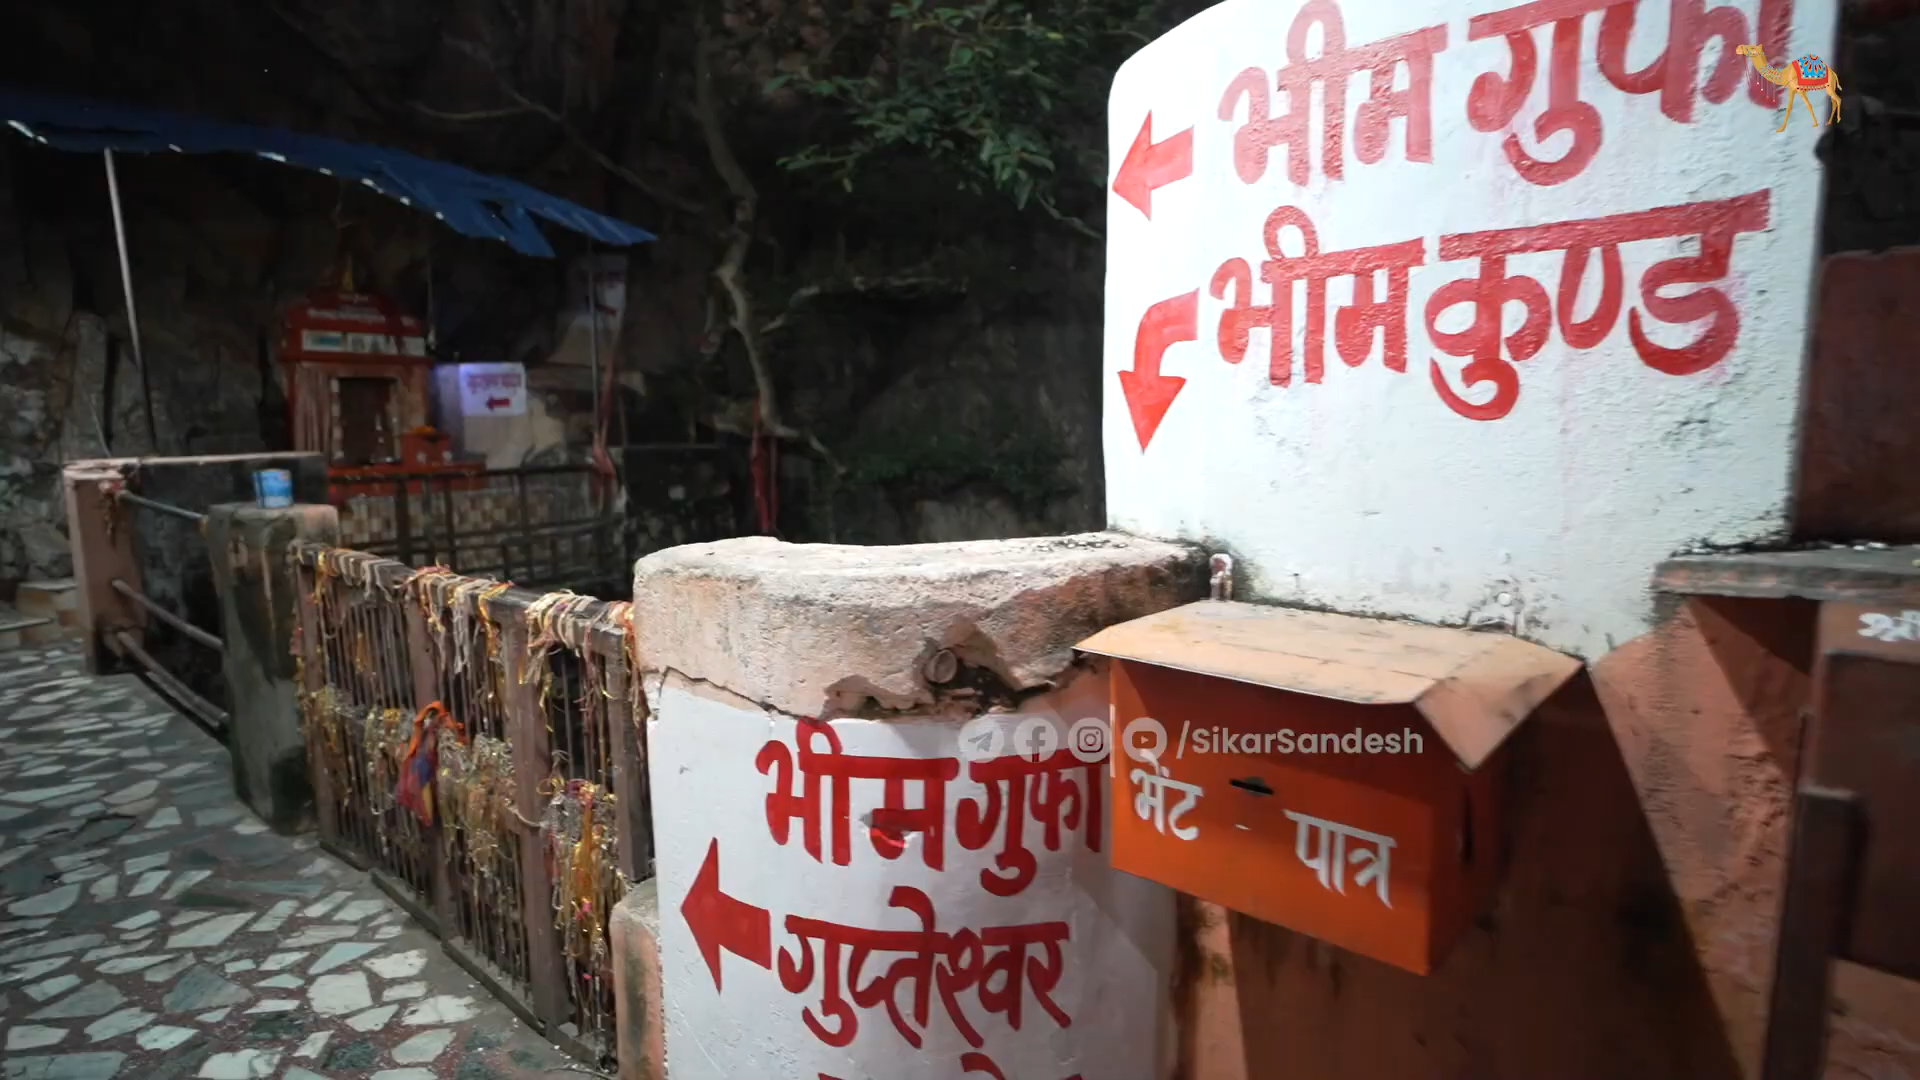 भीम गुफा
भीम कुण्ड
/SikarSandesh
भीम गुफा
भेंट - पात्र
गुप्तेश्वर